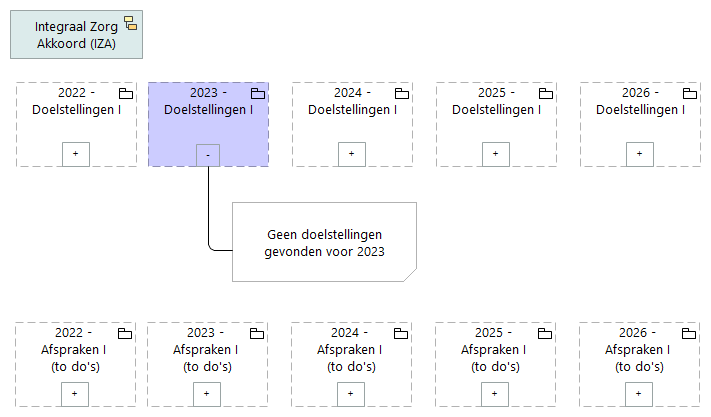 Integraal Zorg
Akkoord (IZA)
2022 -
Doelstellingen I
+
2023 -
Doelstellingen I
-
2024 -
Doelstellingen I
+
2025 -
Doelstellingen I
+
2026 -
Doelstellingen I
+
Geen doelstellingen
gevonden voor 2023
2022 -
Afspraken I
(to do's)
+
2023 -
Afspraken I
(to do's)
+
2024 -
Afspraken I
(to do's)
+
2025 -
Afspraken I
(to do's)
+
2026 -
Afspraken I
(to do's)
+